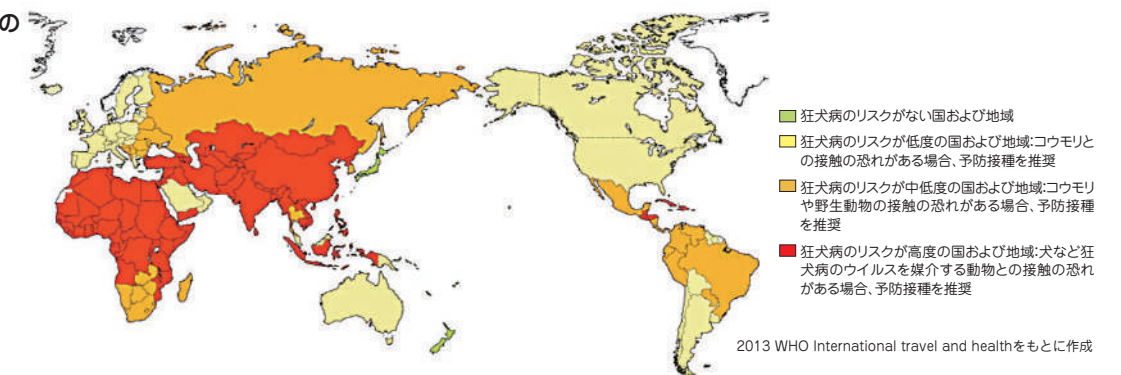 の
狂犬病のリスクがない国および地域
狂犬病のリスクが低度の国および地域:コウモリと
の接触の恐れがある場合、予防接種を推奨
狂犬病のリスクが中低度の国および地域:コウモリ
や野生動物の接触の恐れがある場合、予防接種
を推奨
狂犬病のリスクが高度の国および地域:犬など狂
犬病のウイルスを媒介する動物との接触の恐れ
がある場合、予防接種を推奨
2013 WHO International travel and healthをもとに作成